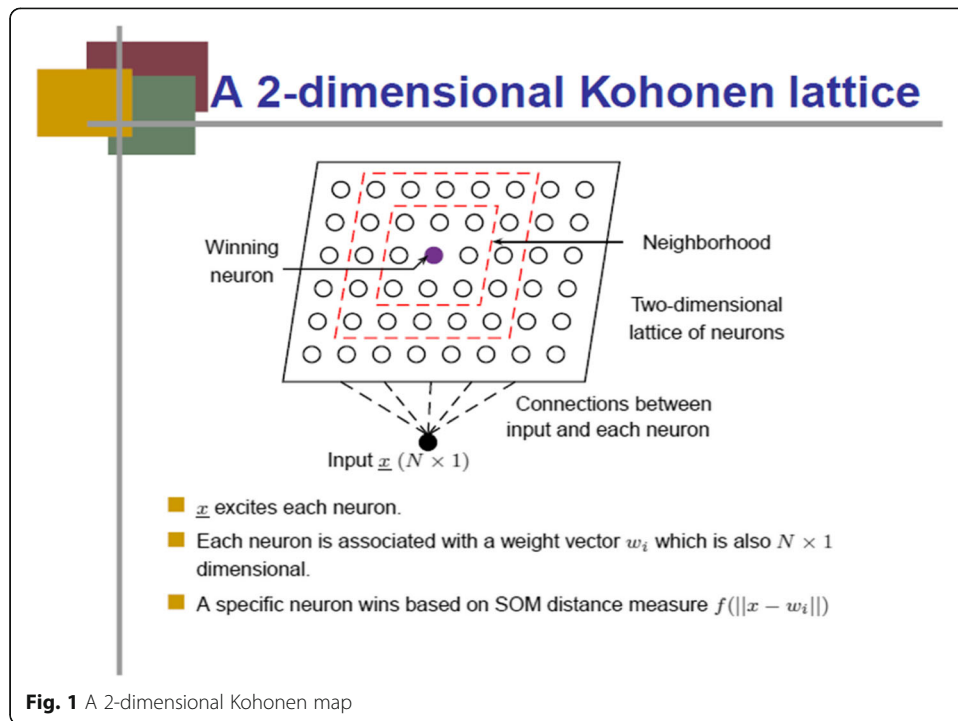 A 2-dimensional Kohonen lattice
Winning
neuron
Neighborhood
Two-dimensional
lattice of neurons
Connections between
input and each neuron
Input x (N × 1)
x excites each neuron.
Each neuron is associated with a weight vector wᵢ which is also N × 1
dimensional.
A specific neuron wins based on SOM distance measure f(||x − wᵢ||)
Fig. 1 A 2-dimensional Kohonen map